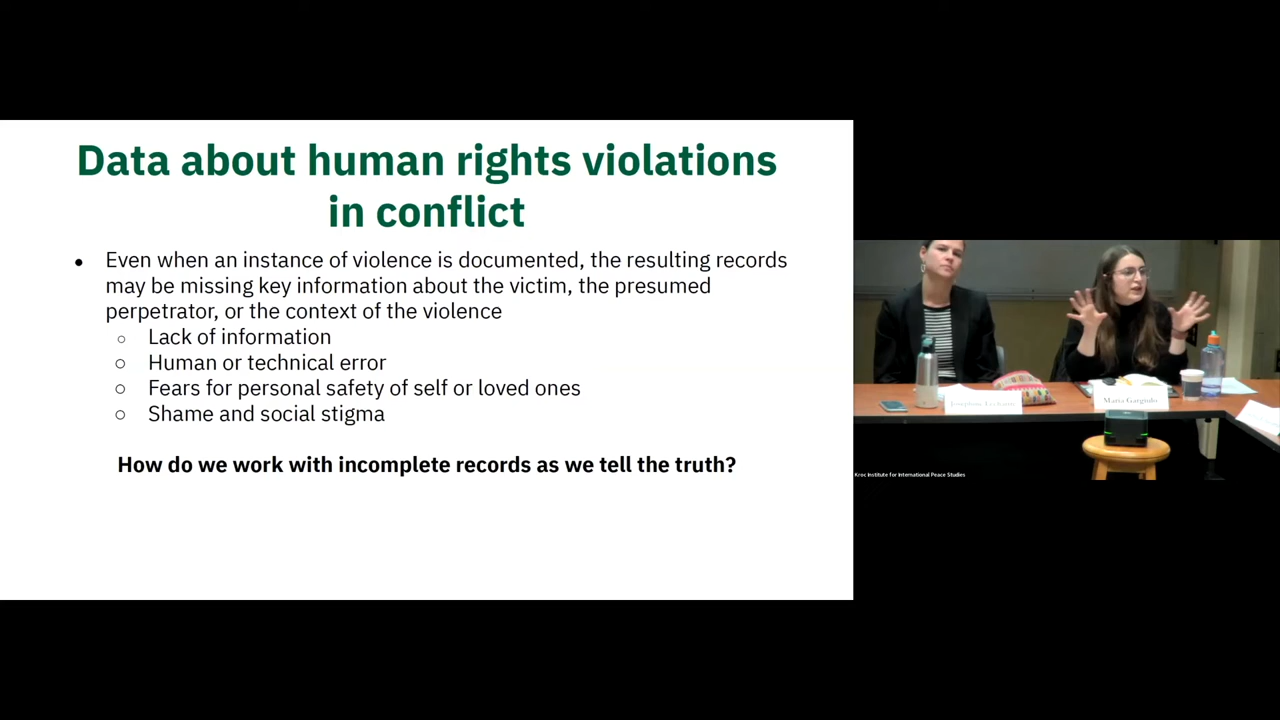 Data about human rights violations
in conflict
● Even when an instance of violence is documented, the resulting records
may be missing key information about the victim, the presumed
perpetrator, or the context of the violence
○ Lack of information
○ Human or technical error
○ Fears for personal safety of self or loved ones
○ Shame and social stigma
How do we work with incomplete records as we tell the truth?
Maria Gargiulo
Kroc Institute for International Peace Studies